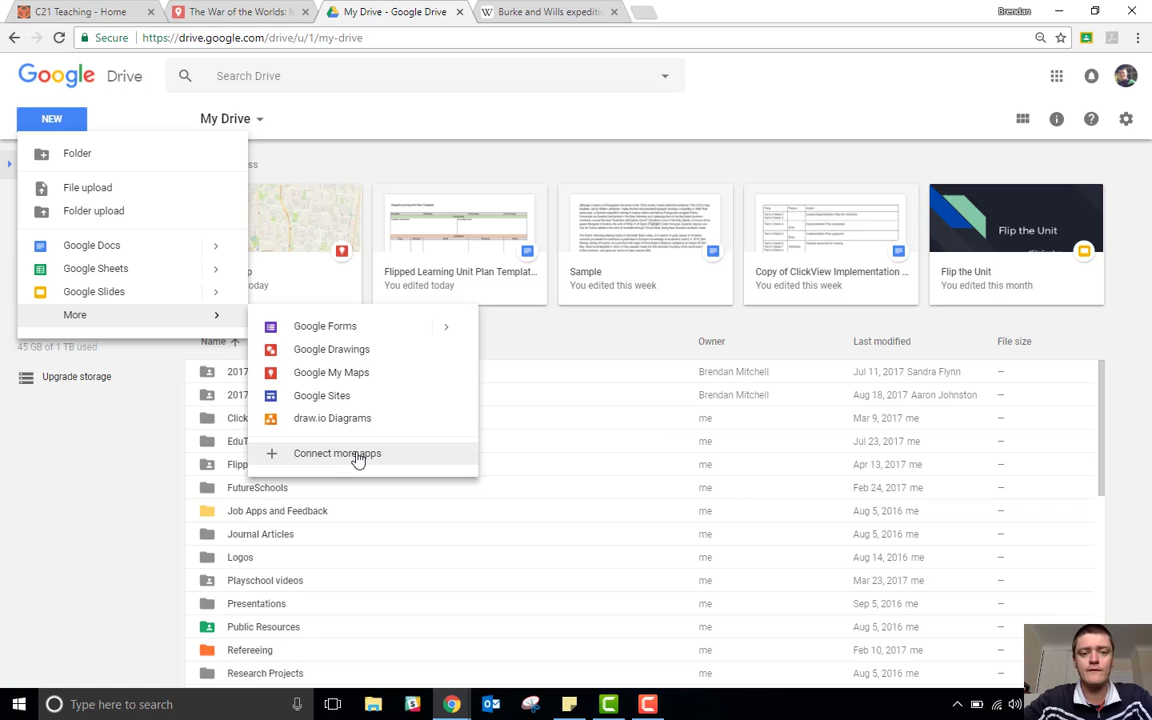 C21 Teaching - Home
The War of the Worlds: I
My Drive - Google Drive
Burke and Wills expeditio
Brendan
Secure
https://drive.google.com/drive/u/1/my-drive
Google Drive
Search Drive
NEW
My Drive
Folder
File upload
Folder upload
Google Docs
Google Sheets
Google Slides
More
45 GB of 1 TB used
Upgrade storage
Google Forms
Google Drawings
Google My Maps
Google Sites
draw.io Diagrams
Connect more apps
Flipped Learning Unit Plan Templat...
You edited today
Sample
You edited this week
Copy of ClickView Implementation ...
You edited this week
Flip the Unit
Flip the Unit
You edited this month
Name Owner Last modified File size
2017 Brendan Mitchell Jul 11, 2017 Sandra Flynn –
2017 Brendan Mitchell Aug 18, 2017 Aaron Johnston –
Click me Mar 9, 2017 me –
EduT me Jul 23, 2017 me –
Flipp me Apr 13, 2017 me –
FutureSchools me Feb 24, 2017 me –
Job Apps and Feedback me Aug 5, 2016 me –
Journal Articles me Aug 5, 2016 me –
Logos me Aug 14, 2016 me –
Playschool videos me Mar 23, 2017 me –
Presentations me Sep 5, 2016 me –
Public Resources me Aug 5, 2016 me –
Refereeing me Feb 10, 2017 me –
Research Projects me Aug 5, 2016 me –
Type here to search